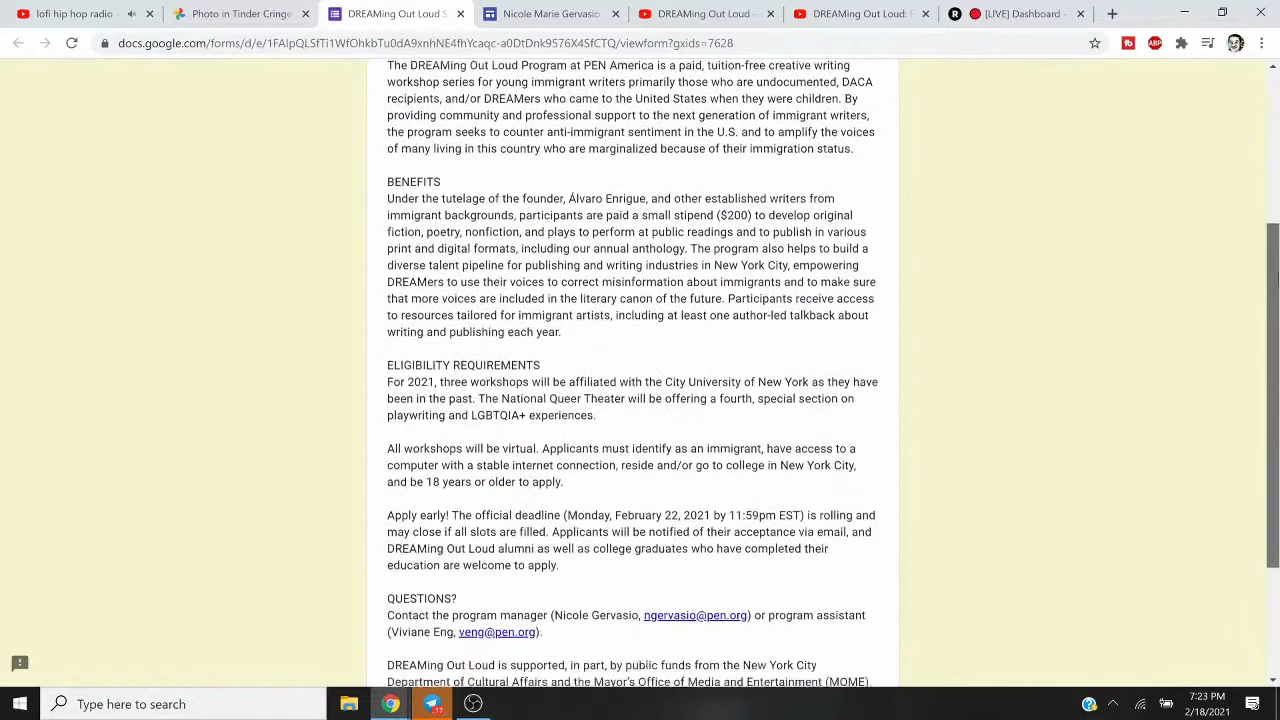 lofi hip hop radio
Photo in Tinder Cringe
DREAMing Out Loud S
Nicole Marie Gervasio
DREAMing Out Loud
DREAMing Out Loud: E
[LIVE] Dashboard -
docs.google.com/forms/d/e/1FAIpQLSfTi1WfOhkbTu0dA9xthNEfhYcaqc-a0DtDnk9576X4SfCTQ/viewform?gxids=7628
The DREAMing Out Loud Program at PEN America is a paid, tuition-free creative writing
workshop series for young immigrant writers primarily those who are undocumented, DACA
recipients, and/or DREAMers who came to the United States when they were children. By
providing community and professional support to the next generation of immigrant writers,
the program seeks to counter anti-immigrant sentiment in the U.S. and to amplify the voices
of many living in this country who are marginalized because of their immigration status.
BENEFITS
Under the tutelage of the founder, Álvaro Enrigue, and other established writers from
immigrant backgrounds, participants are paid a small stipend ($200) to develop original
fiction, poetry, nonfiction, and plays to perform at public readings and to publish in various
print and digital formats, including our annual anthology. The program also helps to build a
diverse talent pipeline for publishing and writing industries in New York City, empowering
DREAMers to use their voices to correct misinformation about immigrants and to make sure
that more voices are included in the literary canon of the future. Participants receive access
to resources tailored for immigrant artists, including at least one author-led talkback about
writing and publishing each year.
ELIGIBILITY REQUIREMENTS
For 2021, three workshops will be affiliated with the City University of New York as they have
been in the past. The National Queer Theater will be offering a fourth, special section on
playwriting and LGBTQIA+ experiences.
All workshops will be virtual. Applicants must identify as an immigrant, have access to a
computer with a stable internet connection, reside and/or go to college in New York City,
and be 18 years or older to apply.
Apply early! The official deadline (Monday, February 22, 2021 by 11:59pm EST) is rolling and
may close if all slots are filled. Applicants will be notified of their acceptance via email, and
DREAMing Out Loud alumni as well as college graduates who have completed their
education are welcome to apply.
QUESTIONS?
Contact the program manager (Nicole Gervasio, ngervasio@pen.org) or program assistant
(Viviane Eng, veng@pen.org).
DREAMing Out Loud is supported, in part, by public funds from the New York City
Department of Cultural Affairs and the Mayor's Office of Media and Entertainment (MOME),
Type here to search
7:23 PM
2/18/2021